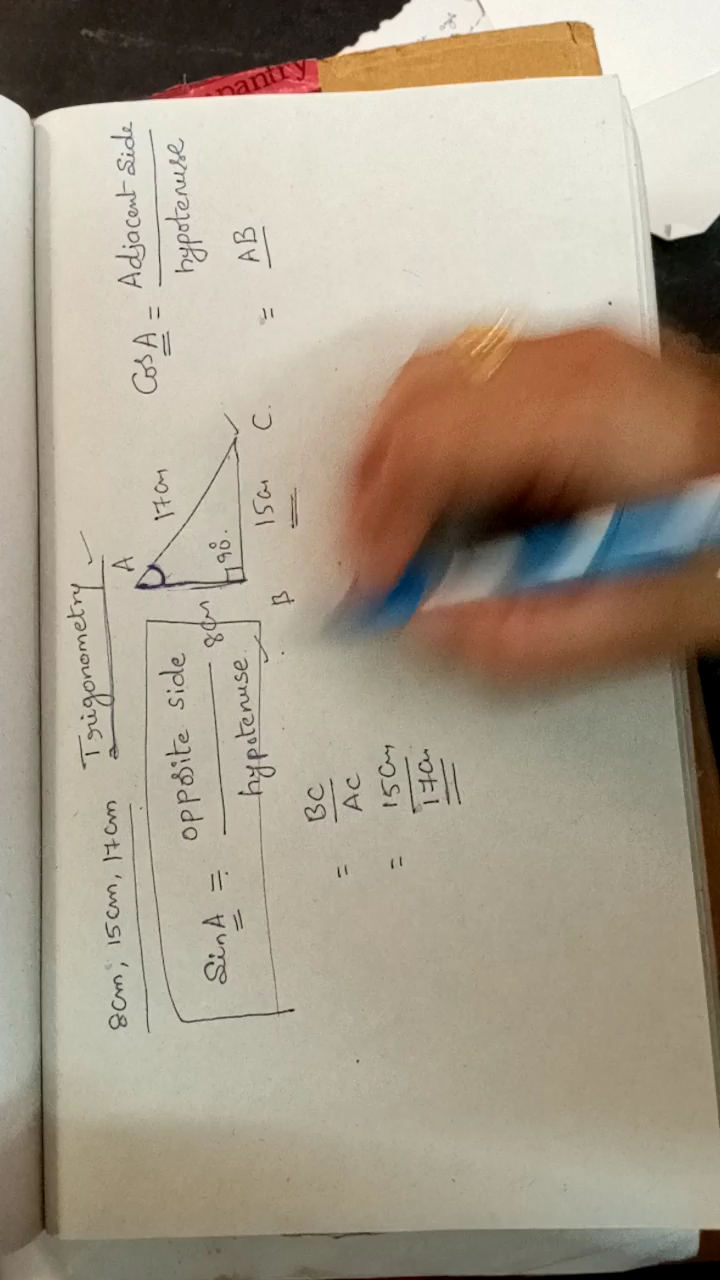 pantry
8cm, 15cm, 17cm
Trigonometry
Sin A = opposite side
hypotenuse
= BC
AC
= 15cm
17cm
A
17cm
8cm
90°
B
15cm
C
Cos A = Adjacent side
hypotenuse
= AB